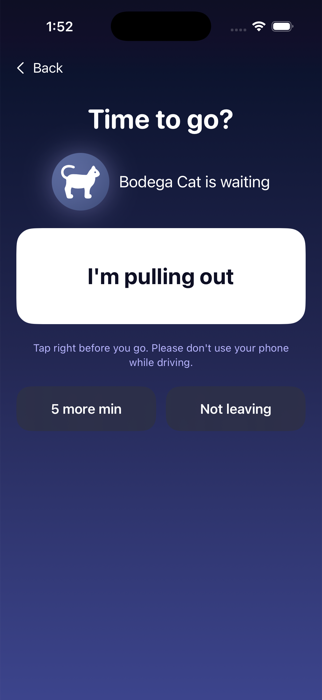 1:52
Back
Time to go?
Bodega Cat is waiting
I'm pulling out
Tap right before you go. Please don't use your phone
while driving.
5 more min
Not leaving